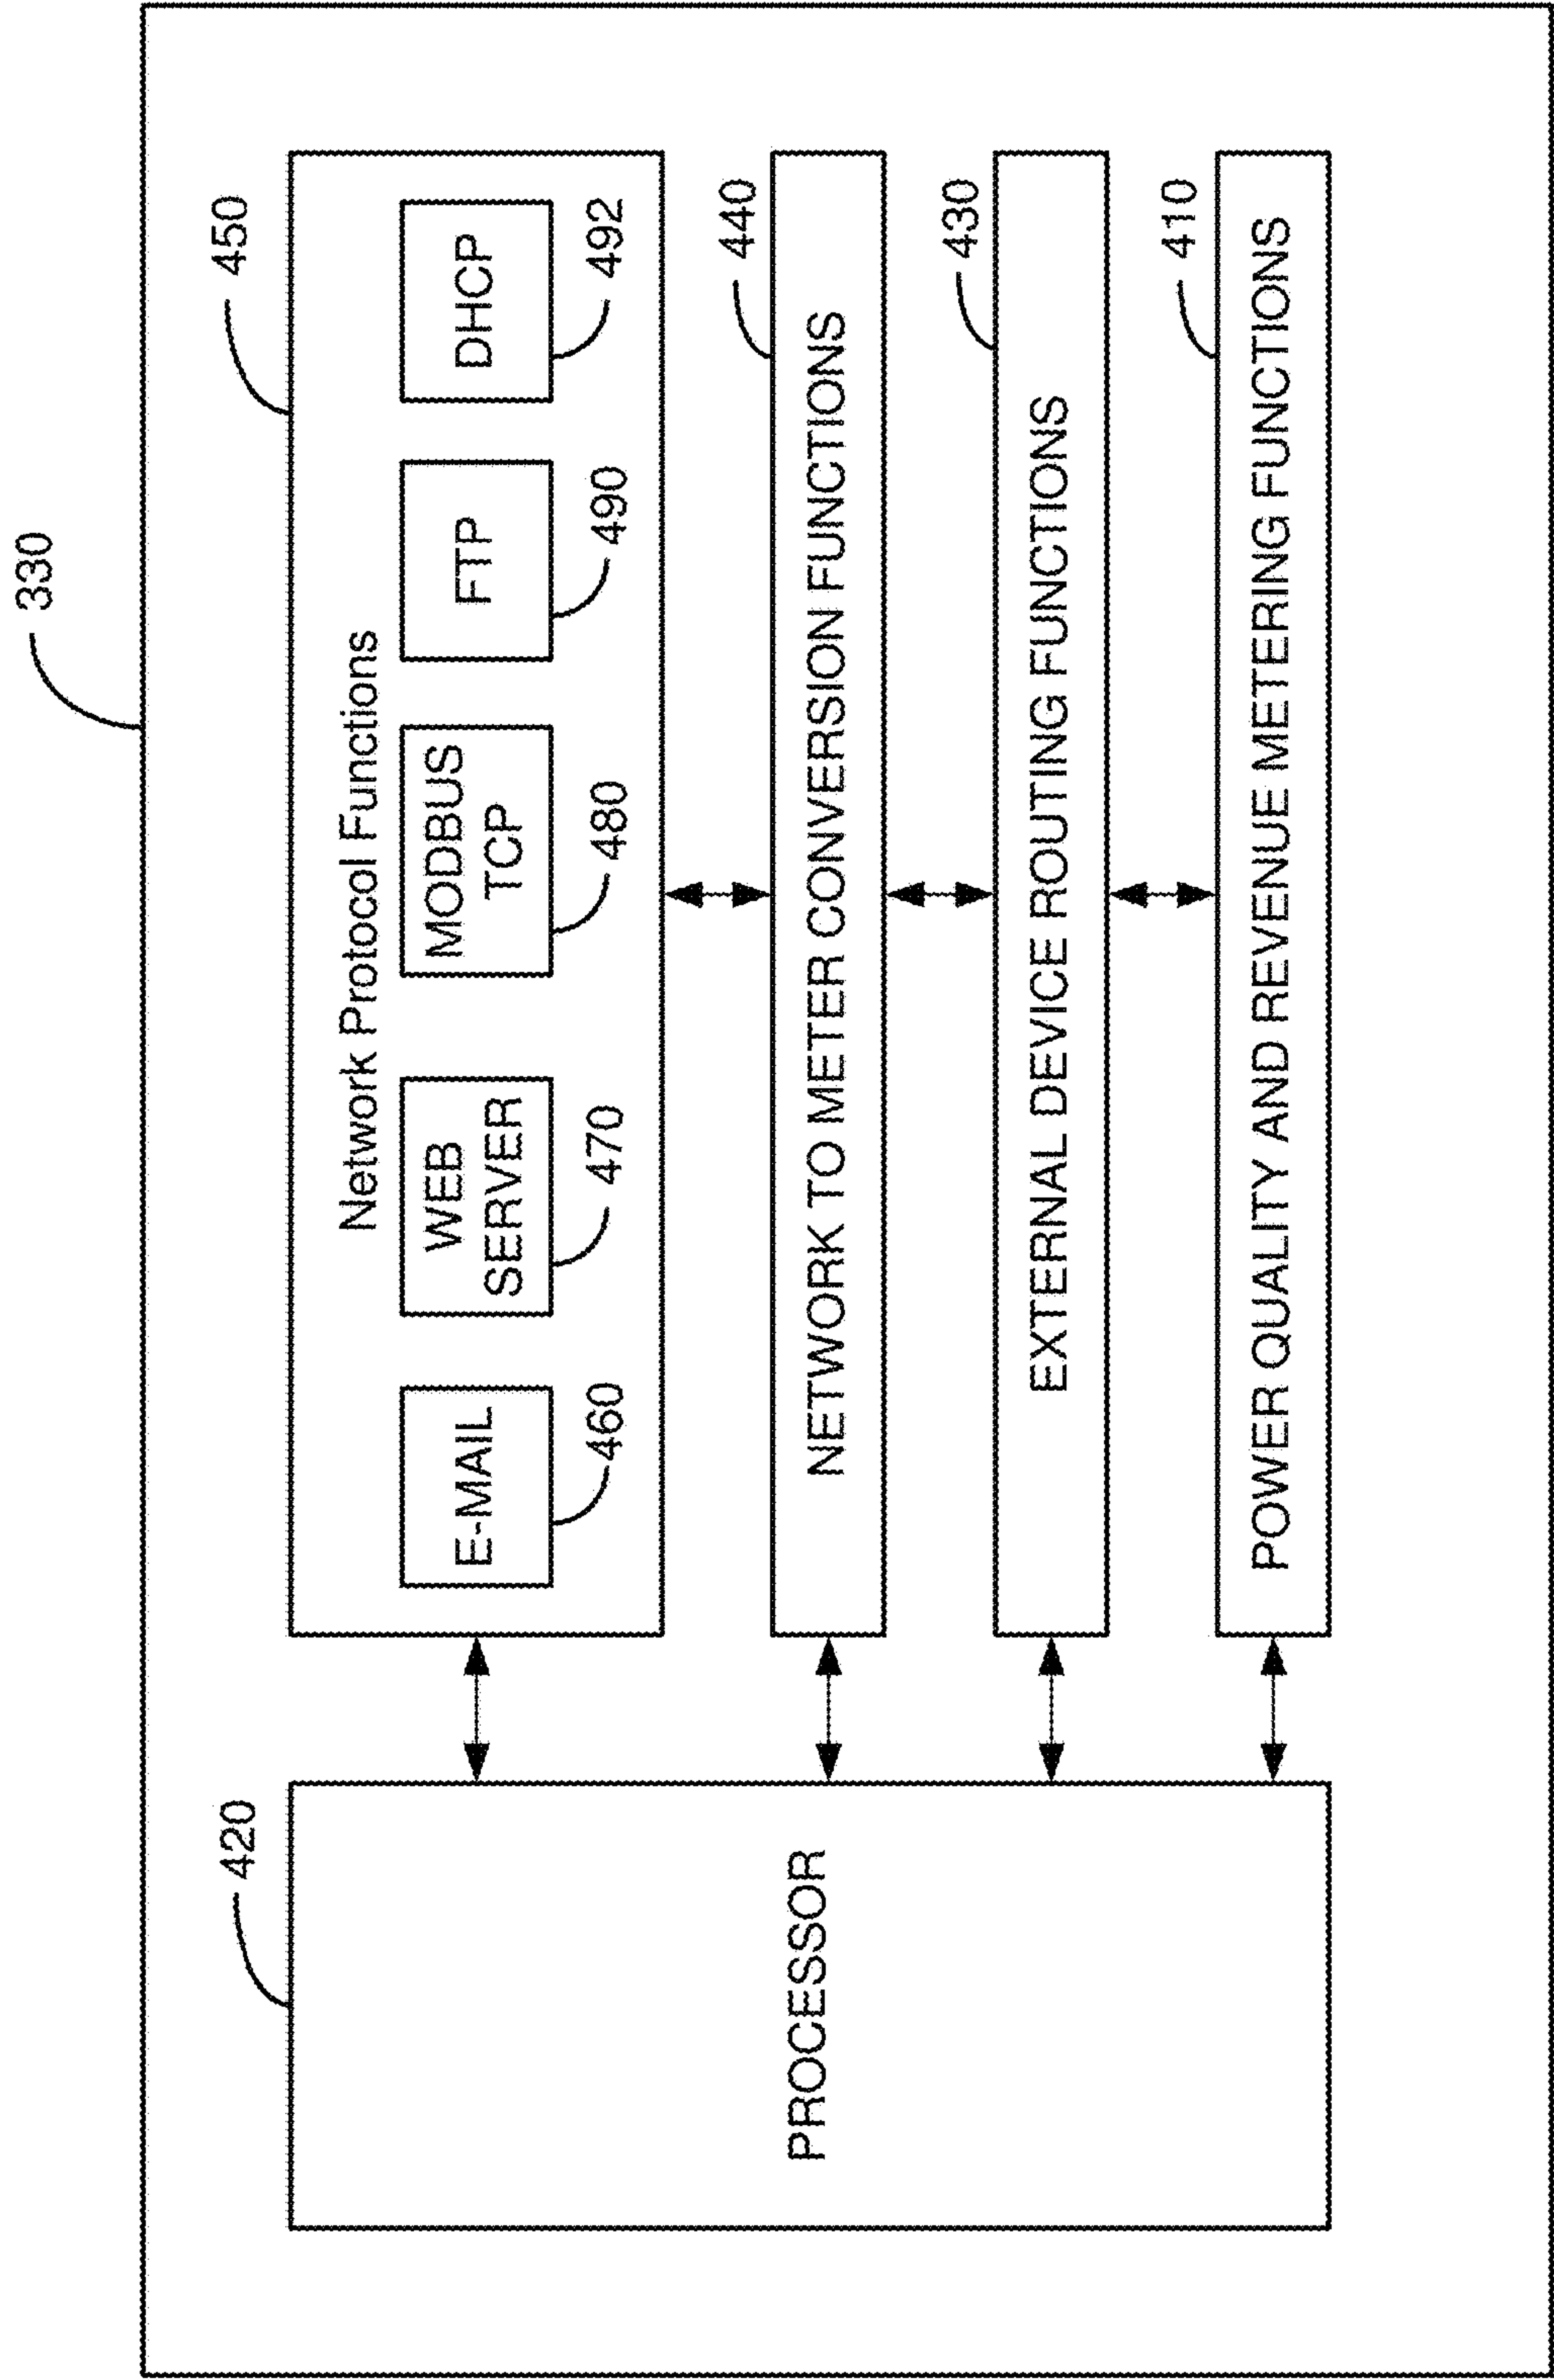 330
450
Network Protocol Functions
E-MAIL
WEB
SERVER
MODBUS
TCP
FTP
DHCP
460
470
480
490
492
440
NETWORK TO METER CONVERSION FUNCTIONS
430
EXTERNAL DEVICE ROUTING FUNCTIONS
410
POWER QUALITY AND REVENUE METERING FUNCTIONS
420
PROCESSOR